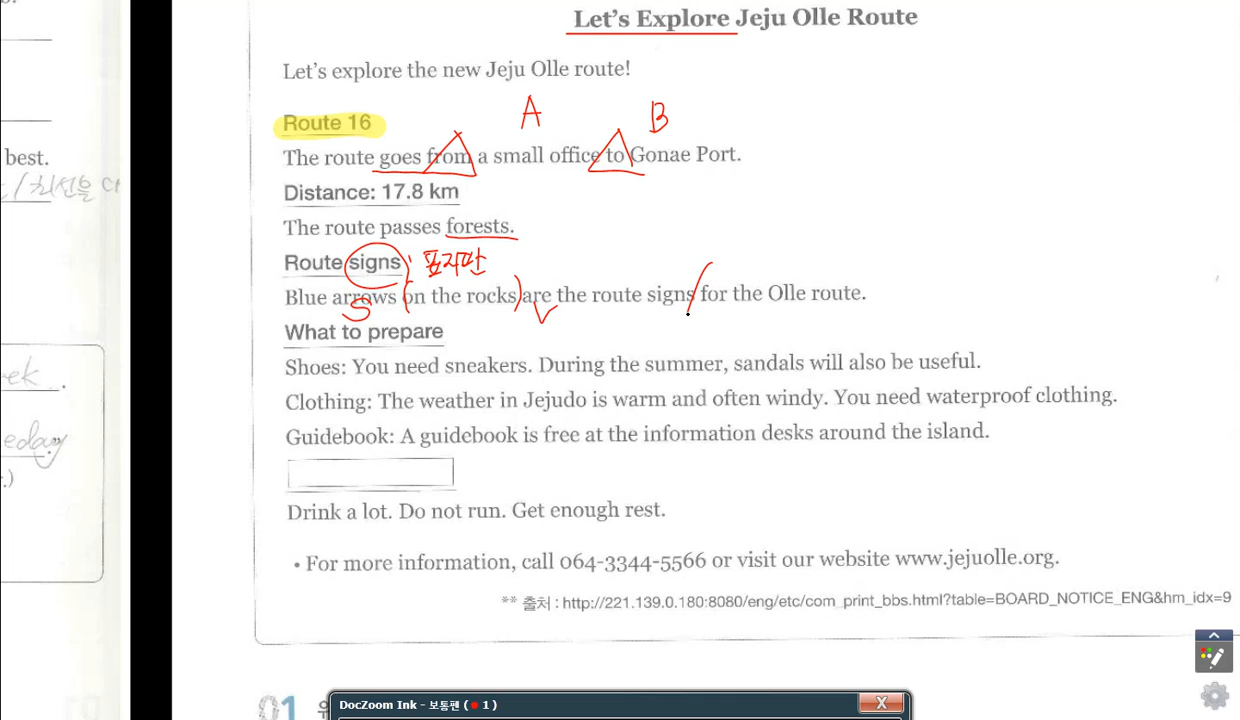 Let's Explore Jeju Olle Route
Let's explore the new Jeju Olle route!
A B
Route 16
best.
The route goes from a small office to Gonae Port.
/최선을 다
Distance: 17.8 km
The route passes forests.
Route signs : 표지판
Blue arrows on the rocks are the route signs for the Olle route.
S V
What to prepare
Shoes: You need sneakers. During the summer, sandals will also be useful.
ek.
Clothing: The weather in Jejudo is warm and often windy. You need waterproof clothing.
Guidebook: A guidebook is free at the information desks around the island.
eday
.)
Drink a lot. Do not run. Get enough rest.
• For more information, call 064-3344-5566 or visit our website www.jejuolle.org.
** 출처 : http://221.139.0.180:8080/eng/etc/com_print_bbs.html?table=BOARD_NOTICE_ENG&hm_idx=9
01
DocZoom Ink - 보통펜 ( 1 )
X